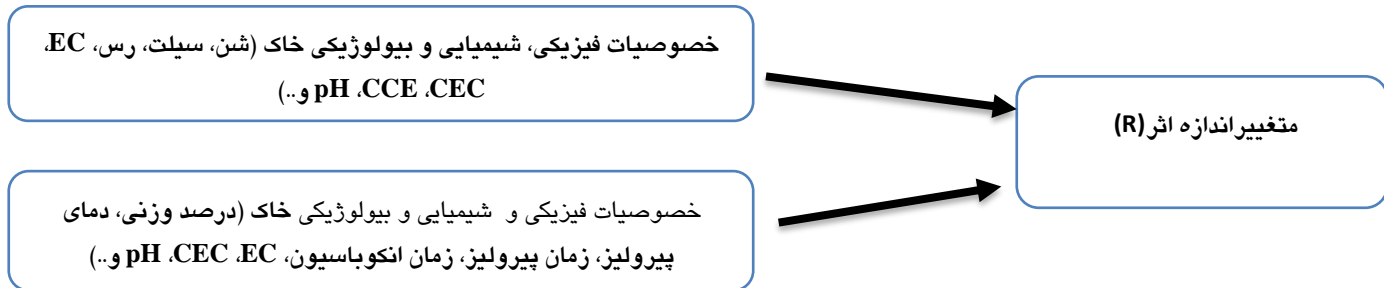 خصوصیات فیزیکی، شیمیایی و بیولوژیکی خاک (شن، سیلت، رس، EC،
pH ،CCE ،CEC و..)
متغییراندازه اثر(R)
خصوصیات فیزیکی و شیمیایی و بیولوژیکی خاک (درصد وزنی، دمای
پیرولیز، زمان پیرولیز، زمان انکوباسیون، pH ،CEC ،EC و..)